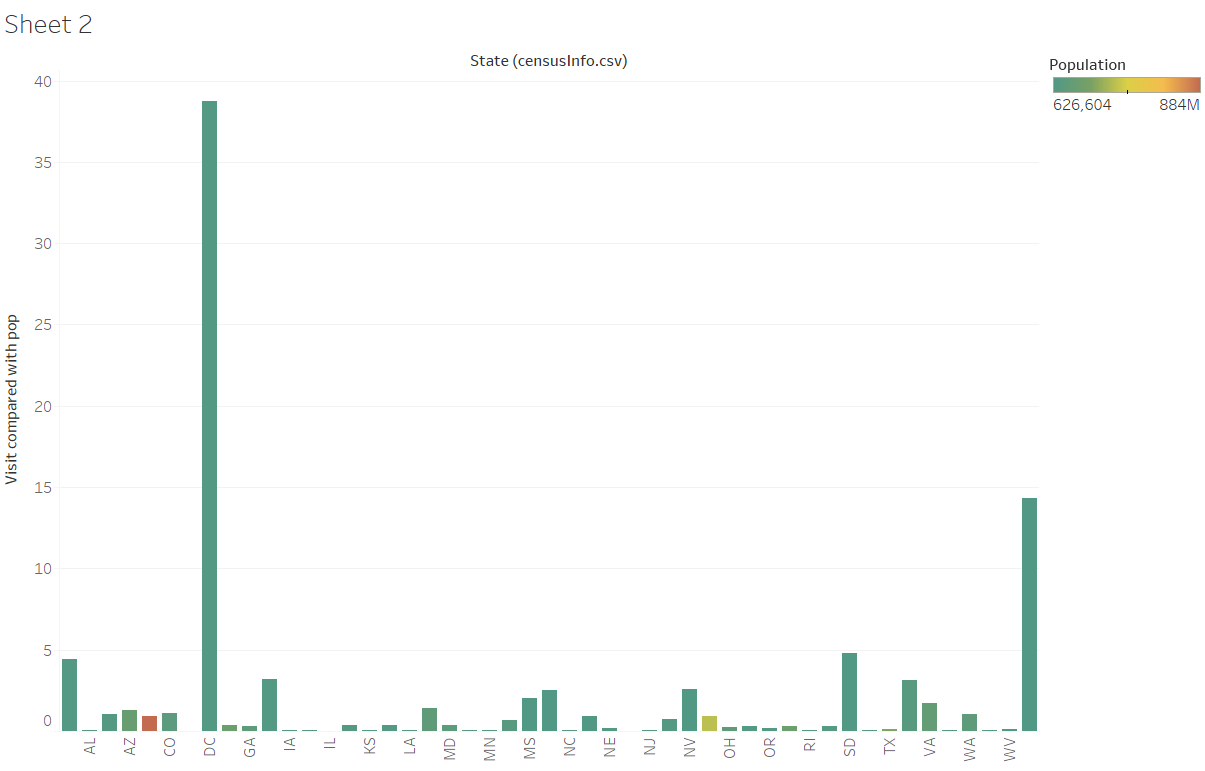 Sheet 2
State (censusInfo.csv)
Population
626,604 884M
Visit compared with pop
40
35
30
25
20
15
10
5
0
AL AZ CO DC GA IA IL KS LA MD MN MS NC NE NJ NV OH OR RI SD TX VA WA WV